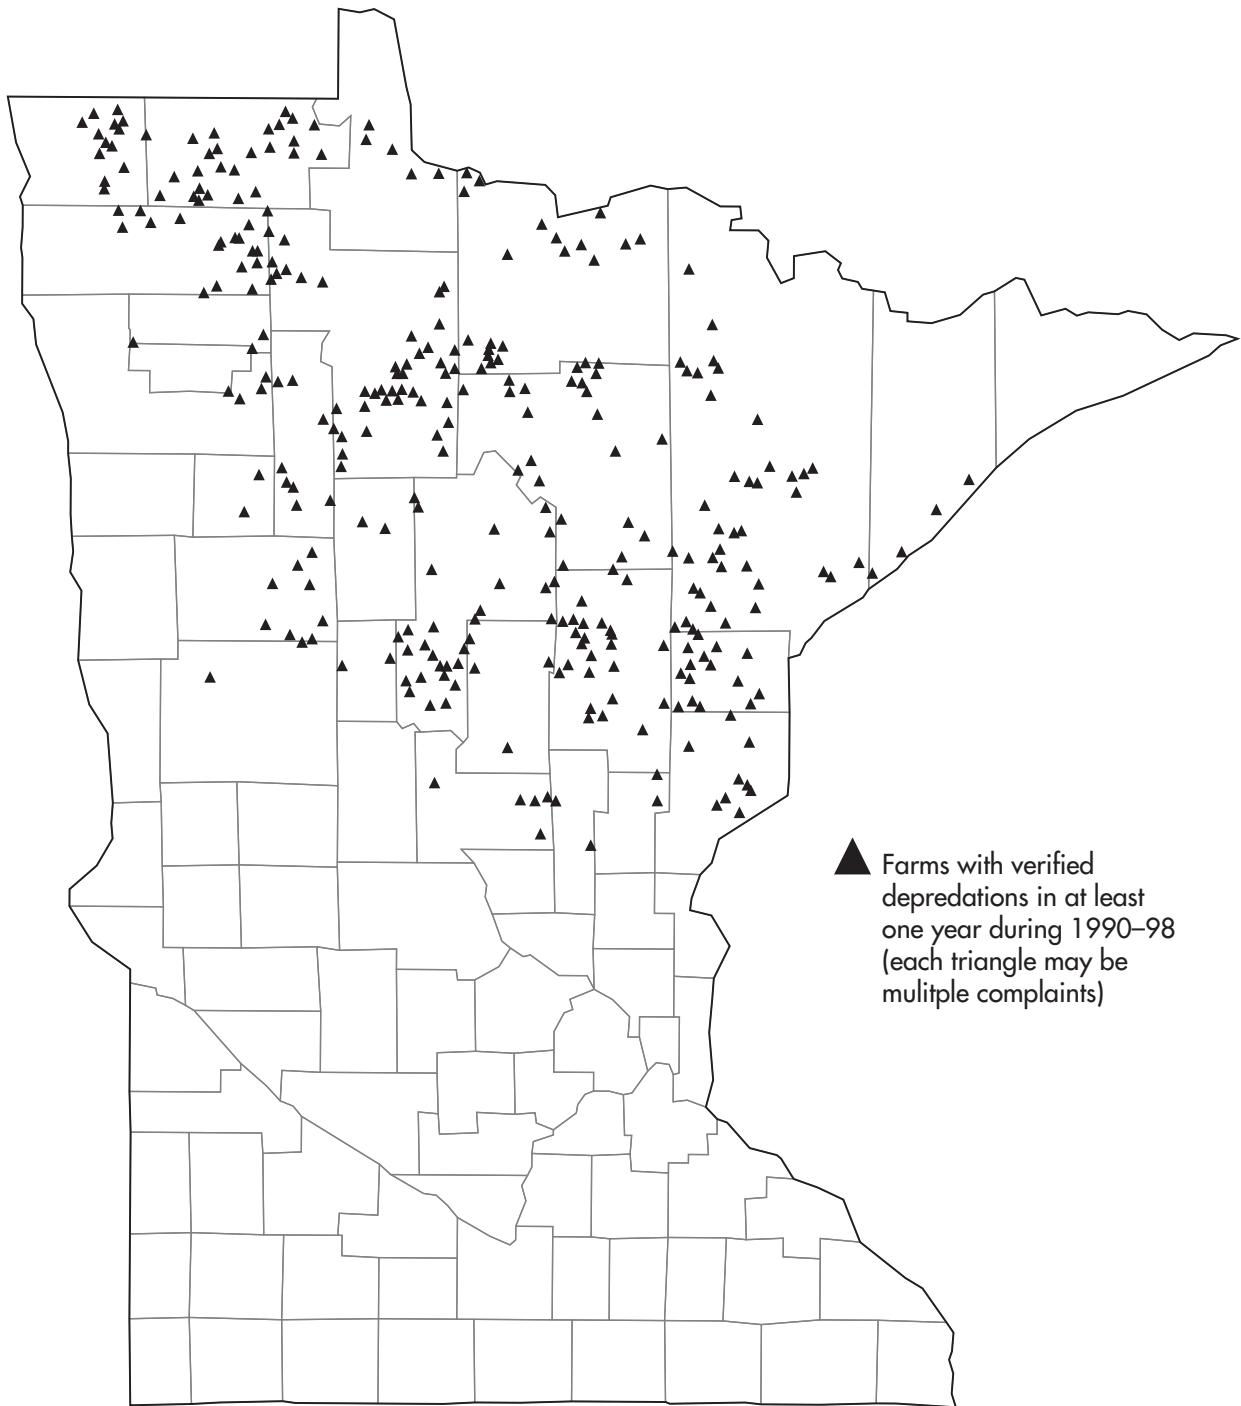 Farms with verified
depredations in at least
one year during 1990–98
(each triangle may be
mulitple complaints)